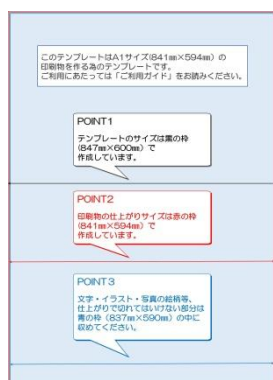 このテンプレートはA1サイズ(841㎜×594㎜)の
印刷物を作る為のテンプレートです。
ご利用にあたっては「ご利用ガイド」をお読みください。
POINT1
テンプレートのサイズは黒の枠
(847㎜×600㎜)で
作成しています。
POINT2
印刷物の仕上がりサイズは赤の枠
(841㎜×594㎜)で
作成しています。
POINT3
文字・イラスト・写真の絵柄等、
仕上がりで切れてはいけない部分は
青の枠(837㎜×590㎜)の中に
収めてください。